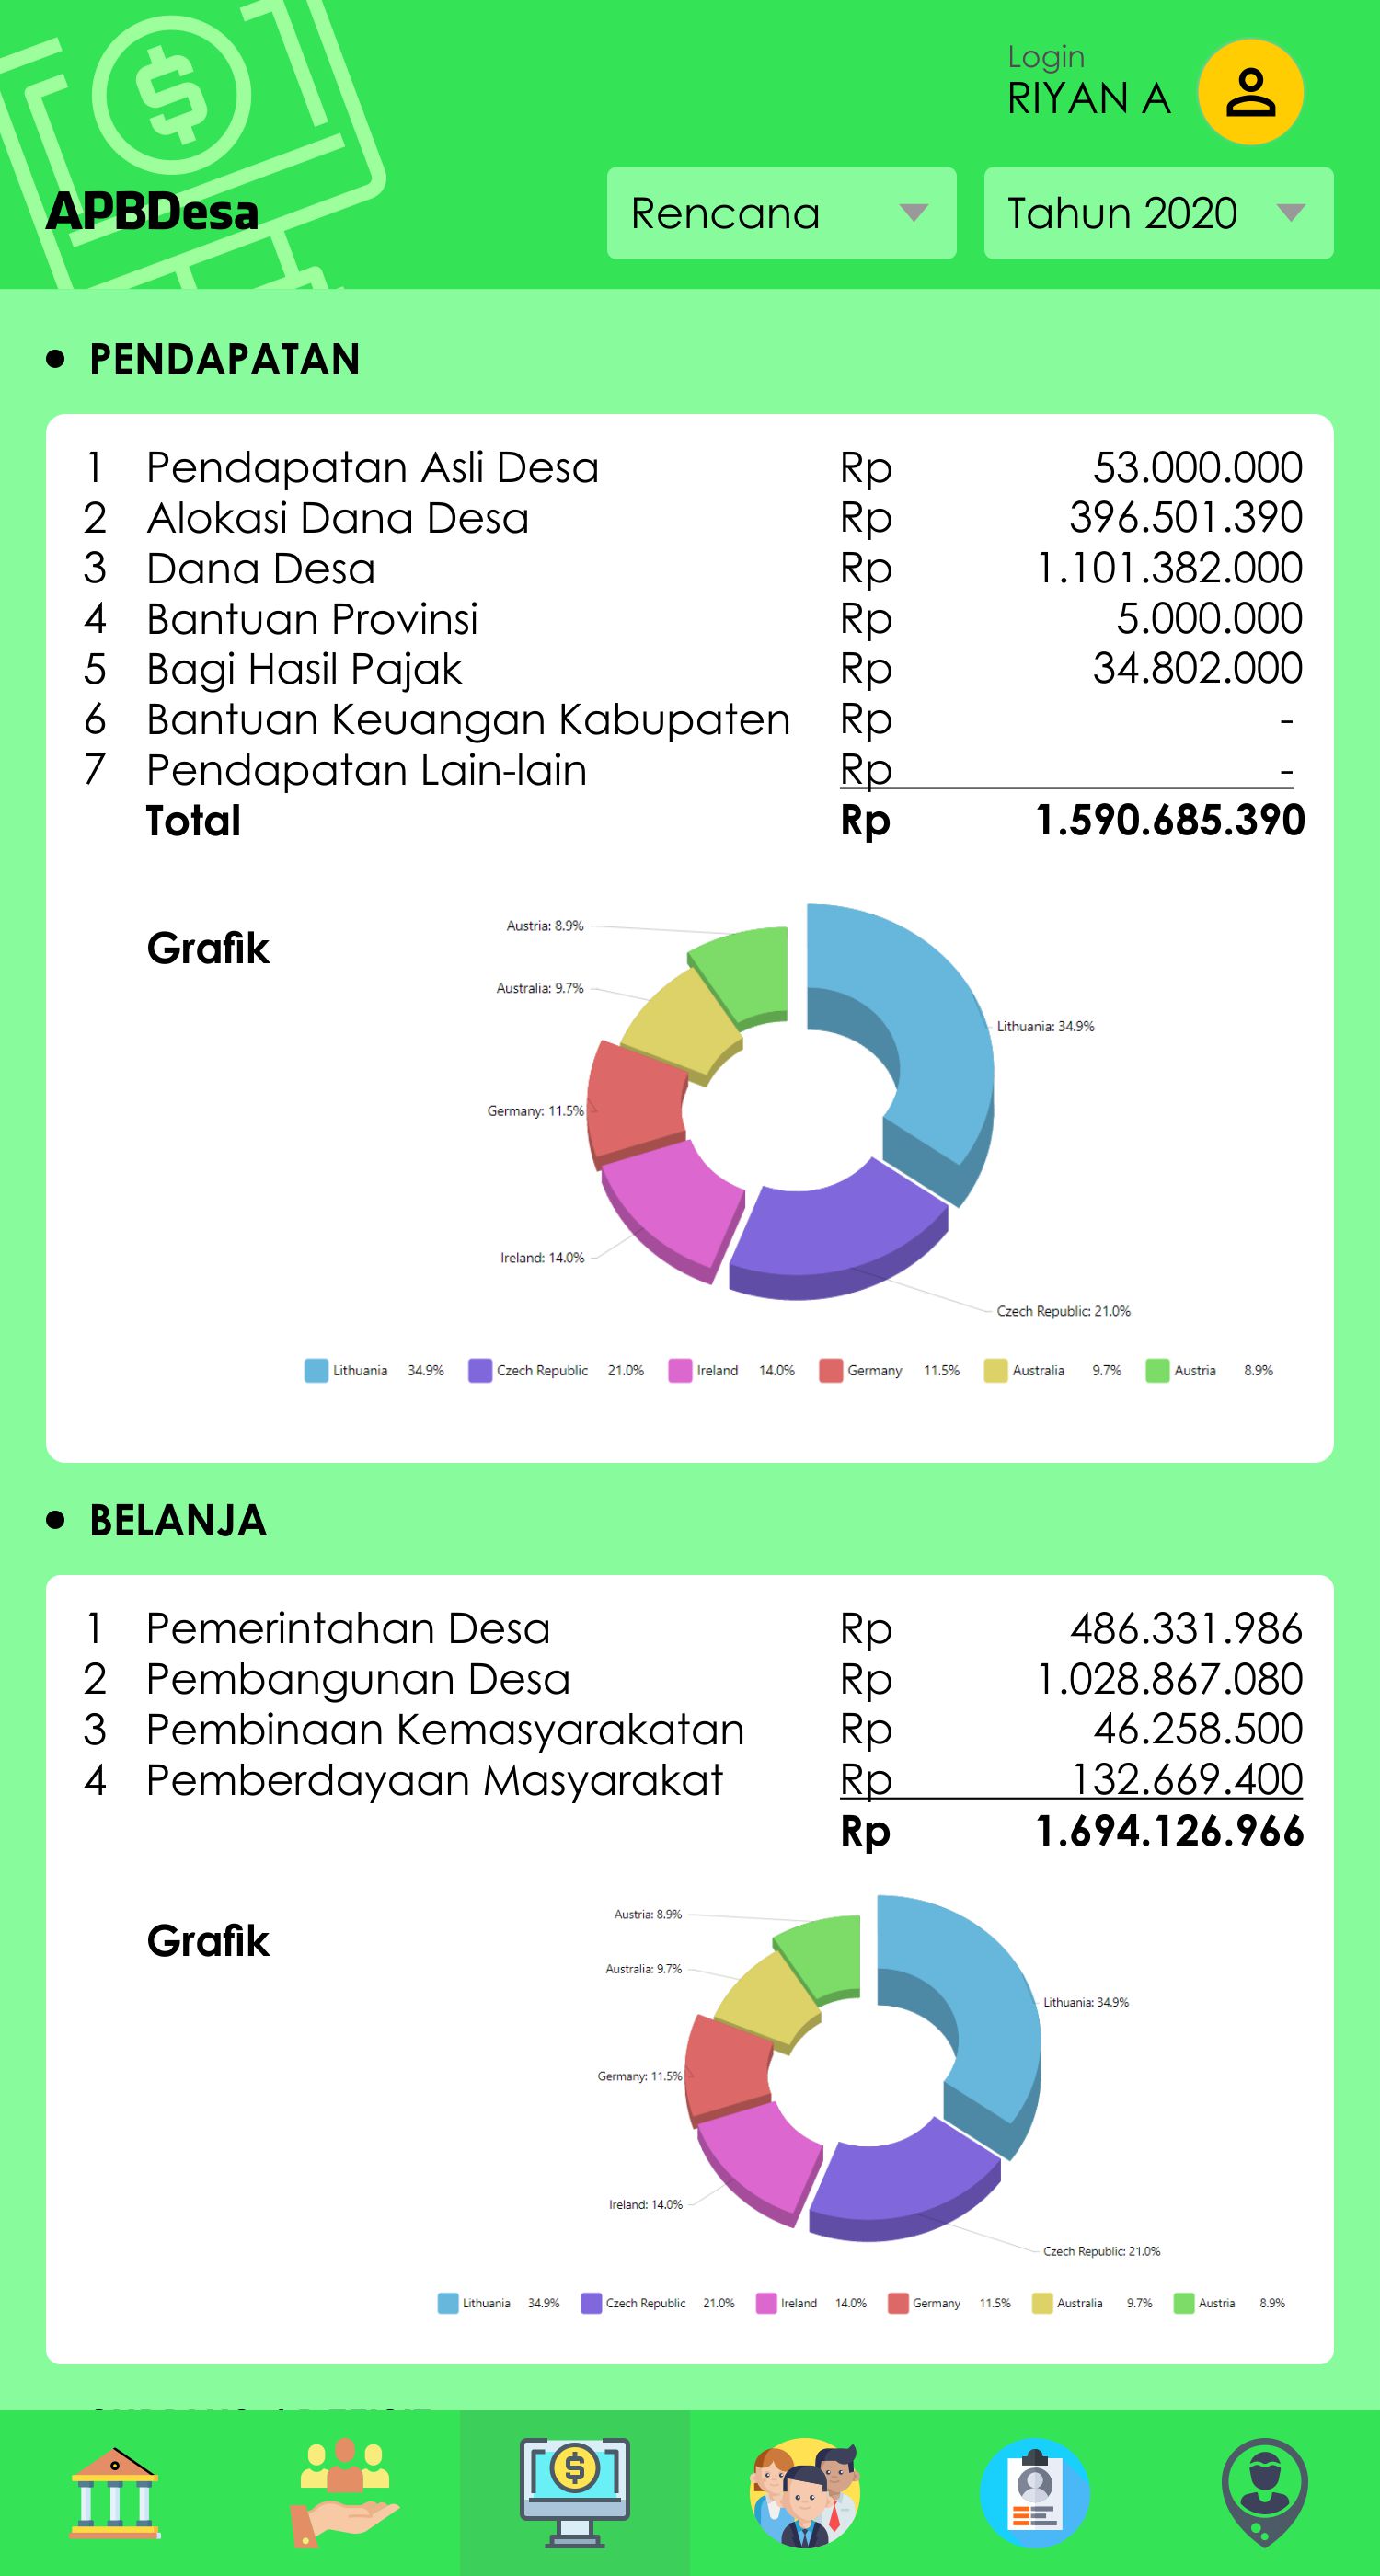 Login
RIYAN A
APBDesa
Rencana
Tahun 2020
• PENDAPATAN
1 Pendapatan Asli Desa Rp 53.000.000
2 Alokasi Dana Desa Rp 396.501.390
3 Dana Desa Rp 1.101.382.000
4 Bantuan Provinsi Rp 5.000.000
5 Bagi Hasil Pajak Rp 34.802.000
6 Bantuan Keuangan Kabupaten Rp -
7 Pendapatan Lain-lain Rp -
Total Rp 1.590.685.390
Grafik
Austria: 8.9%
Australia: 9.7%
Lithuania: 34.9%
Germany: 11.5%
Ireland: 14.0%
Czech Republic: 21.0%
Lithuania 34.9% Czech Republic 21.0% Ireland 14.0% Germany 11.5% Australia 9.7% Austria 8.9%
• BELANJA
1 Pemerintahan Desa Rp 486.331.986
2 Pembangunan Desa Rp 1.028.867.080
3 Pembinaan Kemasyarakatan Rp 46.258.500
4 Pemberdayaan Masyarakat Rp 132.669.400
Rp 1.694.126.966
Grafik
Austria: 8.9%
Australia: 9.7%
Lithuania: 34.9%
Germany: 11.5%
Ireland: 14.0%
Czech Republic: 21.0%
Lithuania 34.9% Czech Republic 21.0% Ireland 14.0% Germany 11.5% Australia 9.7% Austria 8.9%